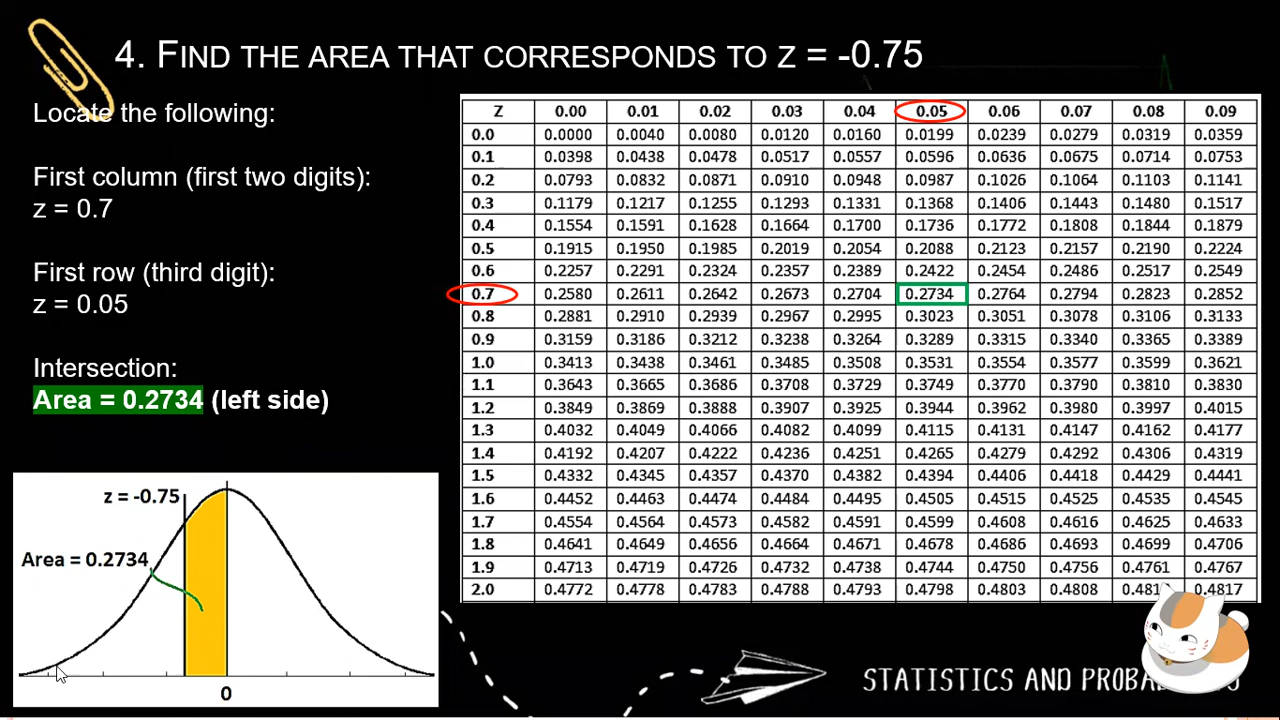 4. FIND THE AREA THAT CORRESPONDS TO Z = -0.75
Locate the following:
First column (first two digits):
z = 0.7
First row (third digit):
z = 0.05
Intersection:
Area = 0.2734 (left side)
z = -0.75
Area = 0.2734
0
Z 0.00 0.01 0.02 0.03 0.04 0.05 0.06 0.07 0.08 0.09
0.0 0.0000 0.0040 0.0080 0.0120 0.0160 0.0199 0.0239 0.0279 0.0319 0.0359
0.1 0.0398 0.0438 0.0478 0.0517 0.0557 0.0596 0.0636 0.0675 0.0714 0.0753
0.2 0.0793 0.0832 0.0871 0.0910 0.0948 0.0987 0.1026 0.1064 0.1103 0.1141
0.3 0.1179 0.1217 0.1255 0.1293 0.1331 0.1368 0.1406 0.1443 0.1480 0.1517
0.4 0.1554 0.1591 0.1628 0.1664 0.1700 0.1736 0.1772 0.1808 0.1844 0.1879
0.5 0.1915 0.1950 0.1985 0.2019 0.2054 0.2088 0.2123 0.2157 0.2190 0.2224
0.6 0.2257 0.2291 0.2324 0.2357 0.2389 0.2422 0.2454 0.2486 0.2517 0.2549
0.7 0.2580 0.2611 0.2642 0.2673 0.2704 0.2734 0.2764 0.2794 0.2823 0.2852
0.8 0.2881 0.2910 0.2939 0.2967 0.2995 0.3023 0.3051 0.3078 0.3106 0.3133
0.9 0.3159 0.3186 0.3212 0.3238 0.3264 0.3289 0.3315 0.3340 0.3365 0.3389
1.0 0.3413 0.3438 0.3461 0.3485 0.3508 0.3531 0.3554 0.3577 0.3599 0.3621
1.1 0.3643 0.3665 0.3686 0.3708 0.3729 0.3749 0.3770 0.3790 0.3810 0.3830
1.2 0.3849 0.3869 0.3888 0.3907 0.3925 0.3944 0.3962 0.3980 0.3997 0.4015
1.3 0.4032 0.4049 0.4066 0.4082 0.4099 0.4115 0.4131 0.4147 0.4162 0.4177
1.4 0.4192 0.4207 0.4222 0.4236 0.4251 0.4265 0.4279 0.4292 0.4306 0.4319
1.5 0.4332 0.4345 0.4357 0.4370 0.4382 0.4394 0.4406 0.4418 0.4429 0.4441
1.6 0.4452 0.4463 0.4474 0.4484 0.4495 0.4505 0.4515 0.4525 0.4535 0.4545
1.7 0.4554 0.4564 0.4573 0.4582 0.4591 0.4599 0.4608 0.4616 0.4625 0.4633
1.8 0.4641 0.4649 0.4656 0.4664 0.4671 0.4678 0.4686 0.4693 0.4699 0.4706
1.9 0.4713 0.4719 0.4726 0.4732 0.4738 0.4744 0.4750 0.4756 0.4761 0.4767
2.0 0.4772 0.4778 0.4783 0.4788 0.4793 0.4798 0.4803 0.4808 0.4817
STATISTICS AND